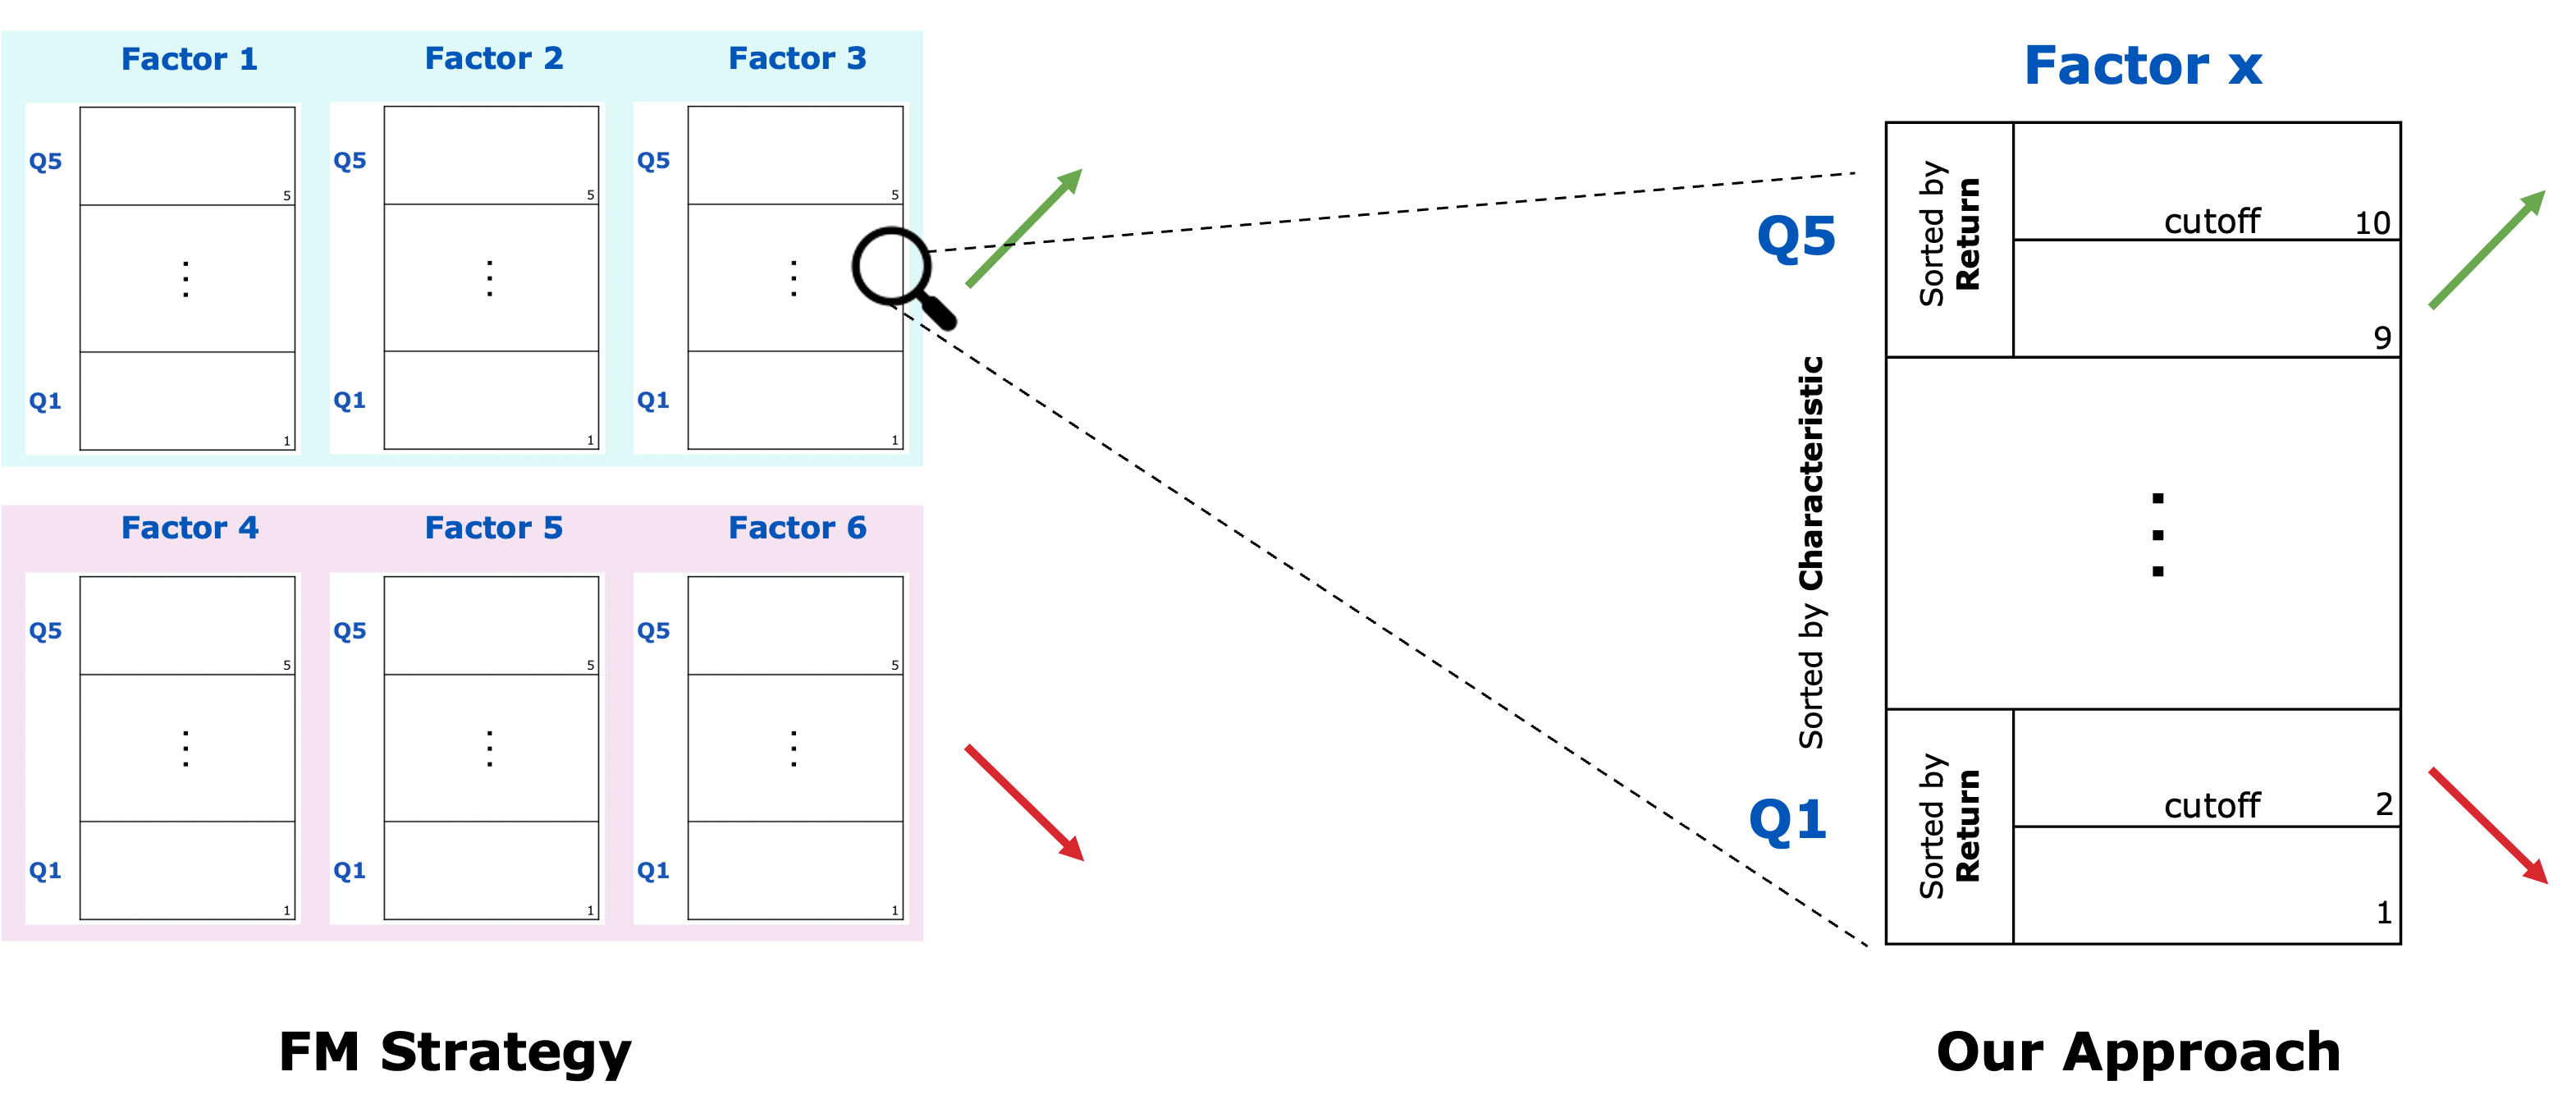 Factor 1
Factor 2
Factor 3
Q5
5
Q1
1
Q5
5
Q1
1
Q5
5
Q1
1
Factor 4
Factor 5
Factor 6
Q5
5
Q1
1
Q5
5
Q1
1
Q5
5
Q1
1
FM Strategy
Factor x
Sorted by Characteristic
Q5
Sorted by
Return
cutoff
10
9
Q1
Sorted by
Return
cutoff
2
1
Our Approach